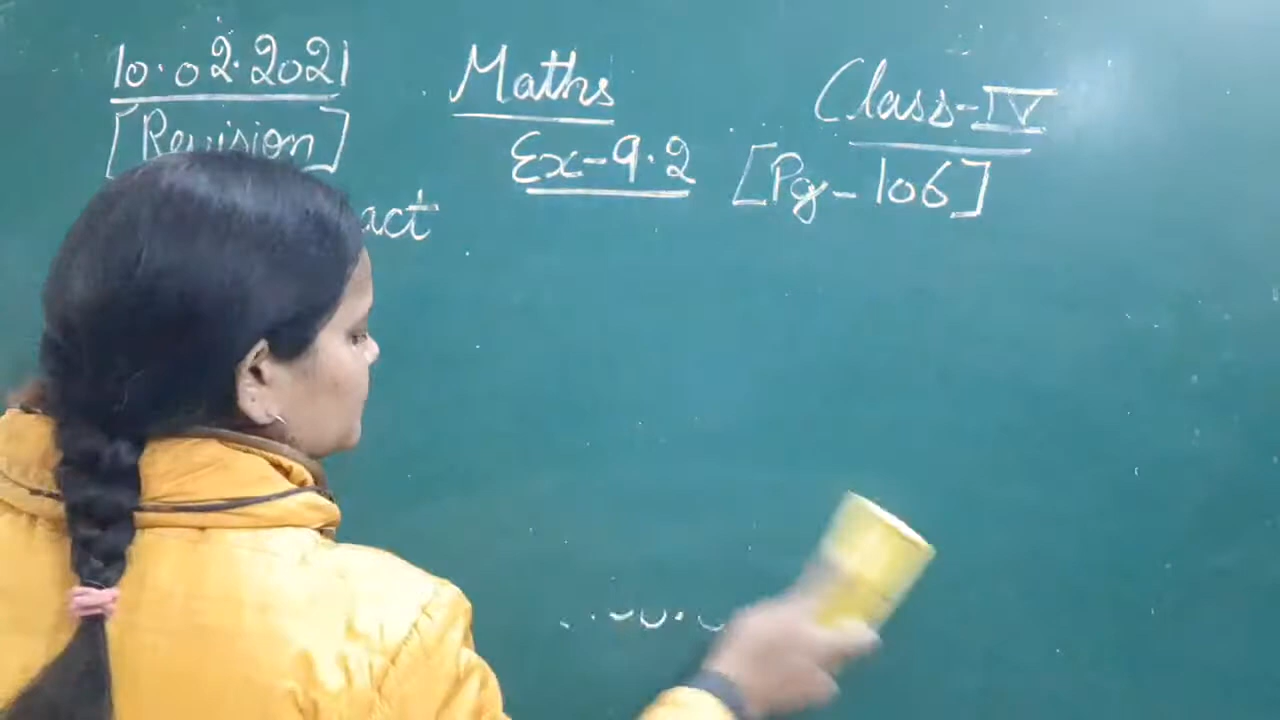 10.02.2021 Maths Class-IV
[Revision] Ex-9.2 [Pg-106]
act